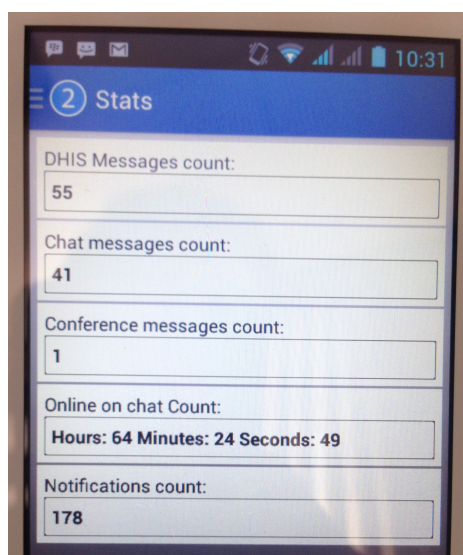 10:31
2 Stats
DHIS Messages count:
55
Chat messages count:
41
Conference messages count:
1
Online on chat Count:
Hours: 64 Minutes: 24 Seconds: 49
Notifications count:
178